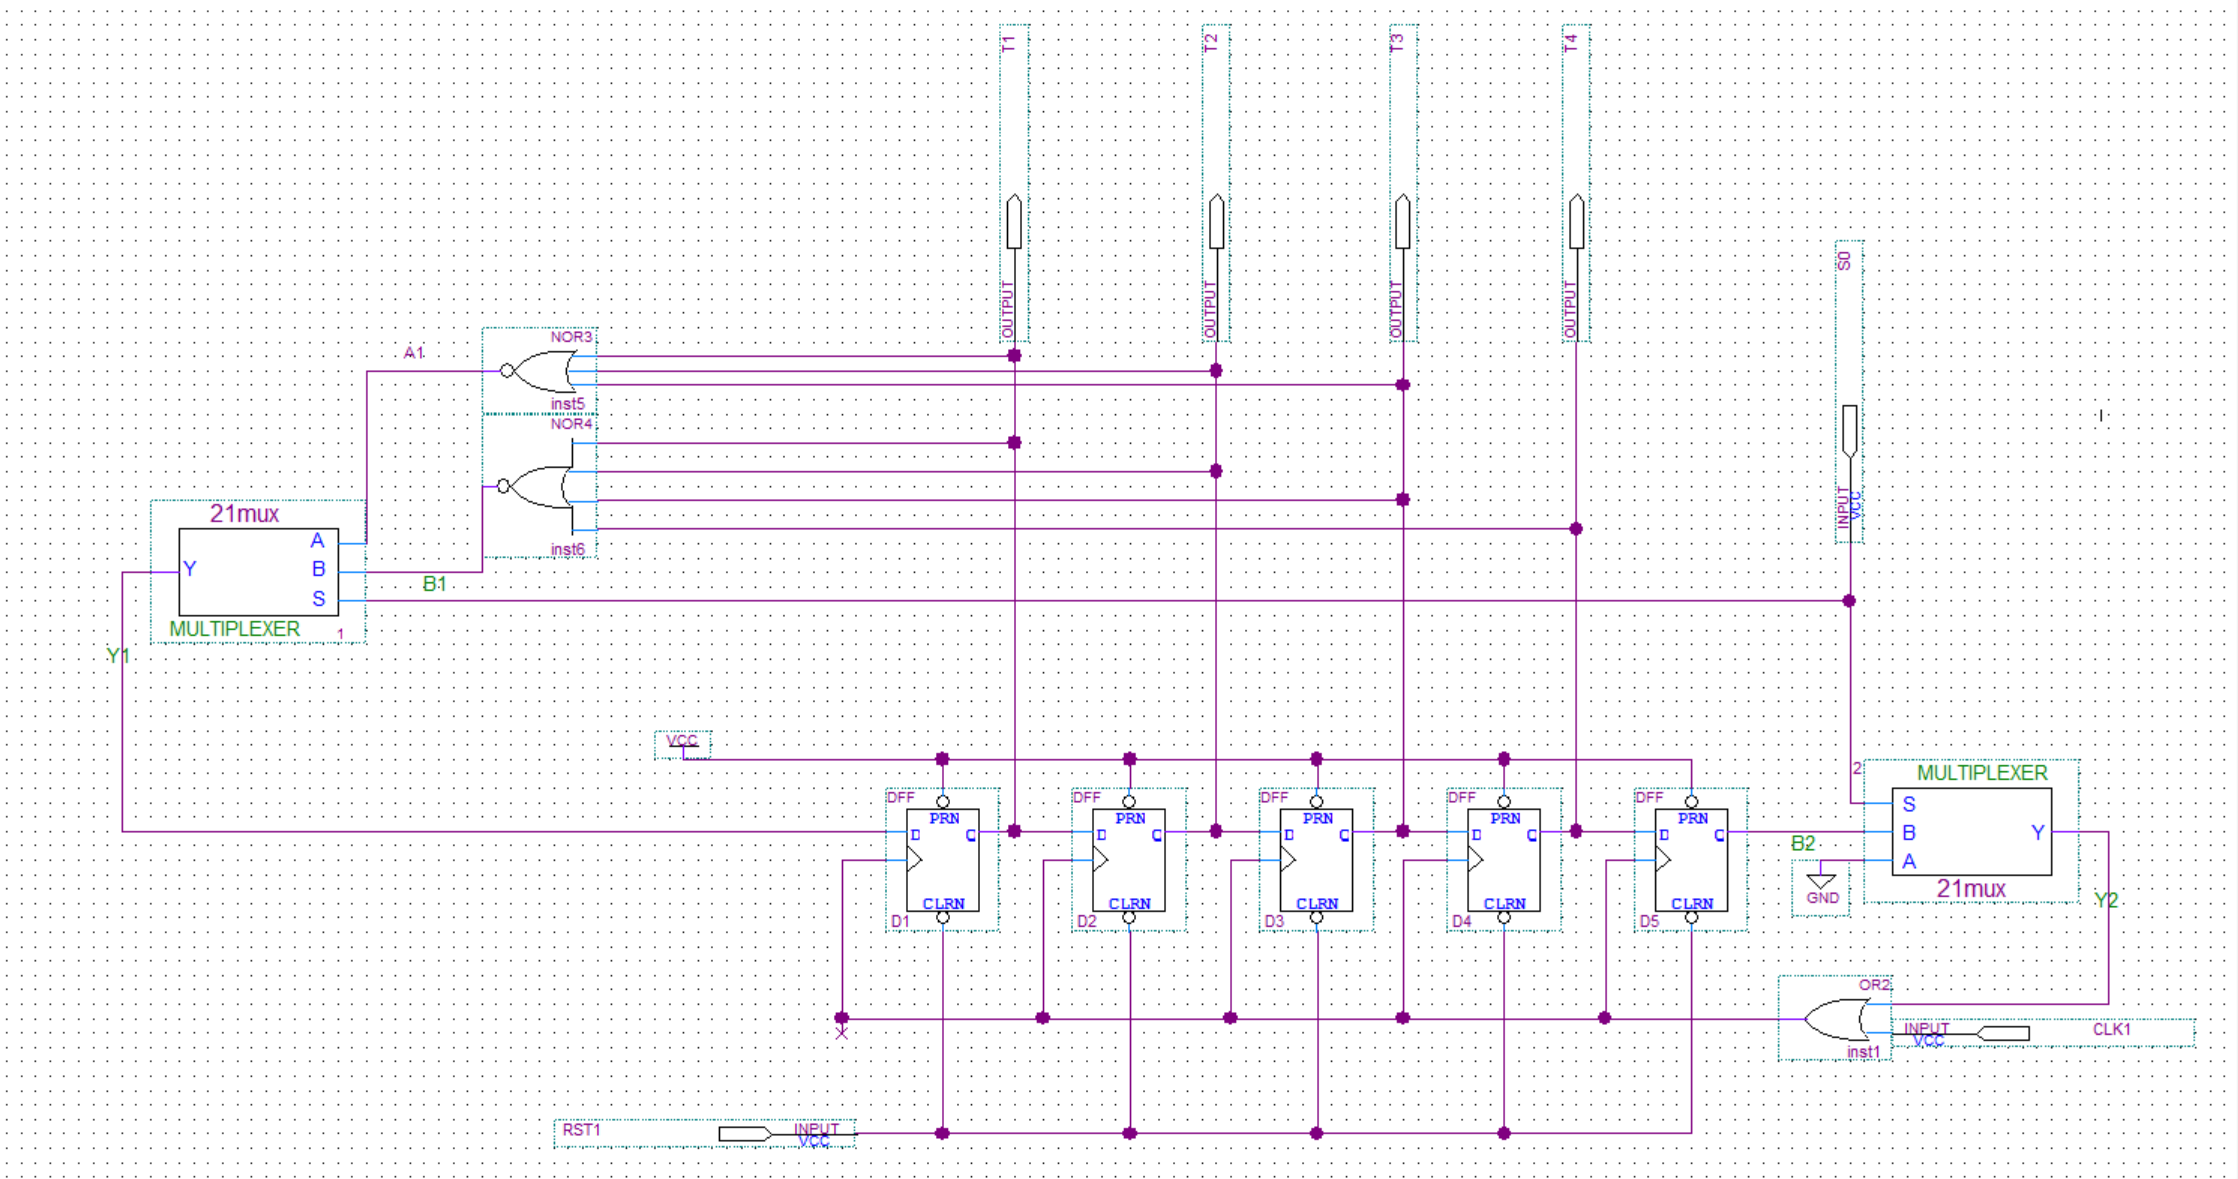 T1
T2
T3
T4
OUTPUT
OUTPUT
OUTPUT
OUTPUT
S0
INPUT
VCC
NOR3
A1
inst5
NOR4
inst6
21mux
A
Y
B
S
B1
MULTIPLEXER
1
Y1
VCC
2
MULTIPLEXER
S
B
Y
A
21mux
B2
GND
Y2
DFF
PRN
D
Q
CLRN
D1
DFF
PRN
D
Q
CLRN
D2
DFF
PRN
D
Q
CLRN
D3
DFF
PRN
D
Q
CLRN
D4
DFF
PRN
D
Q
CLRN
D5
OR2
inst1
INPUT
VCC
CLK1
RST1
INPUT
VCC